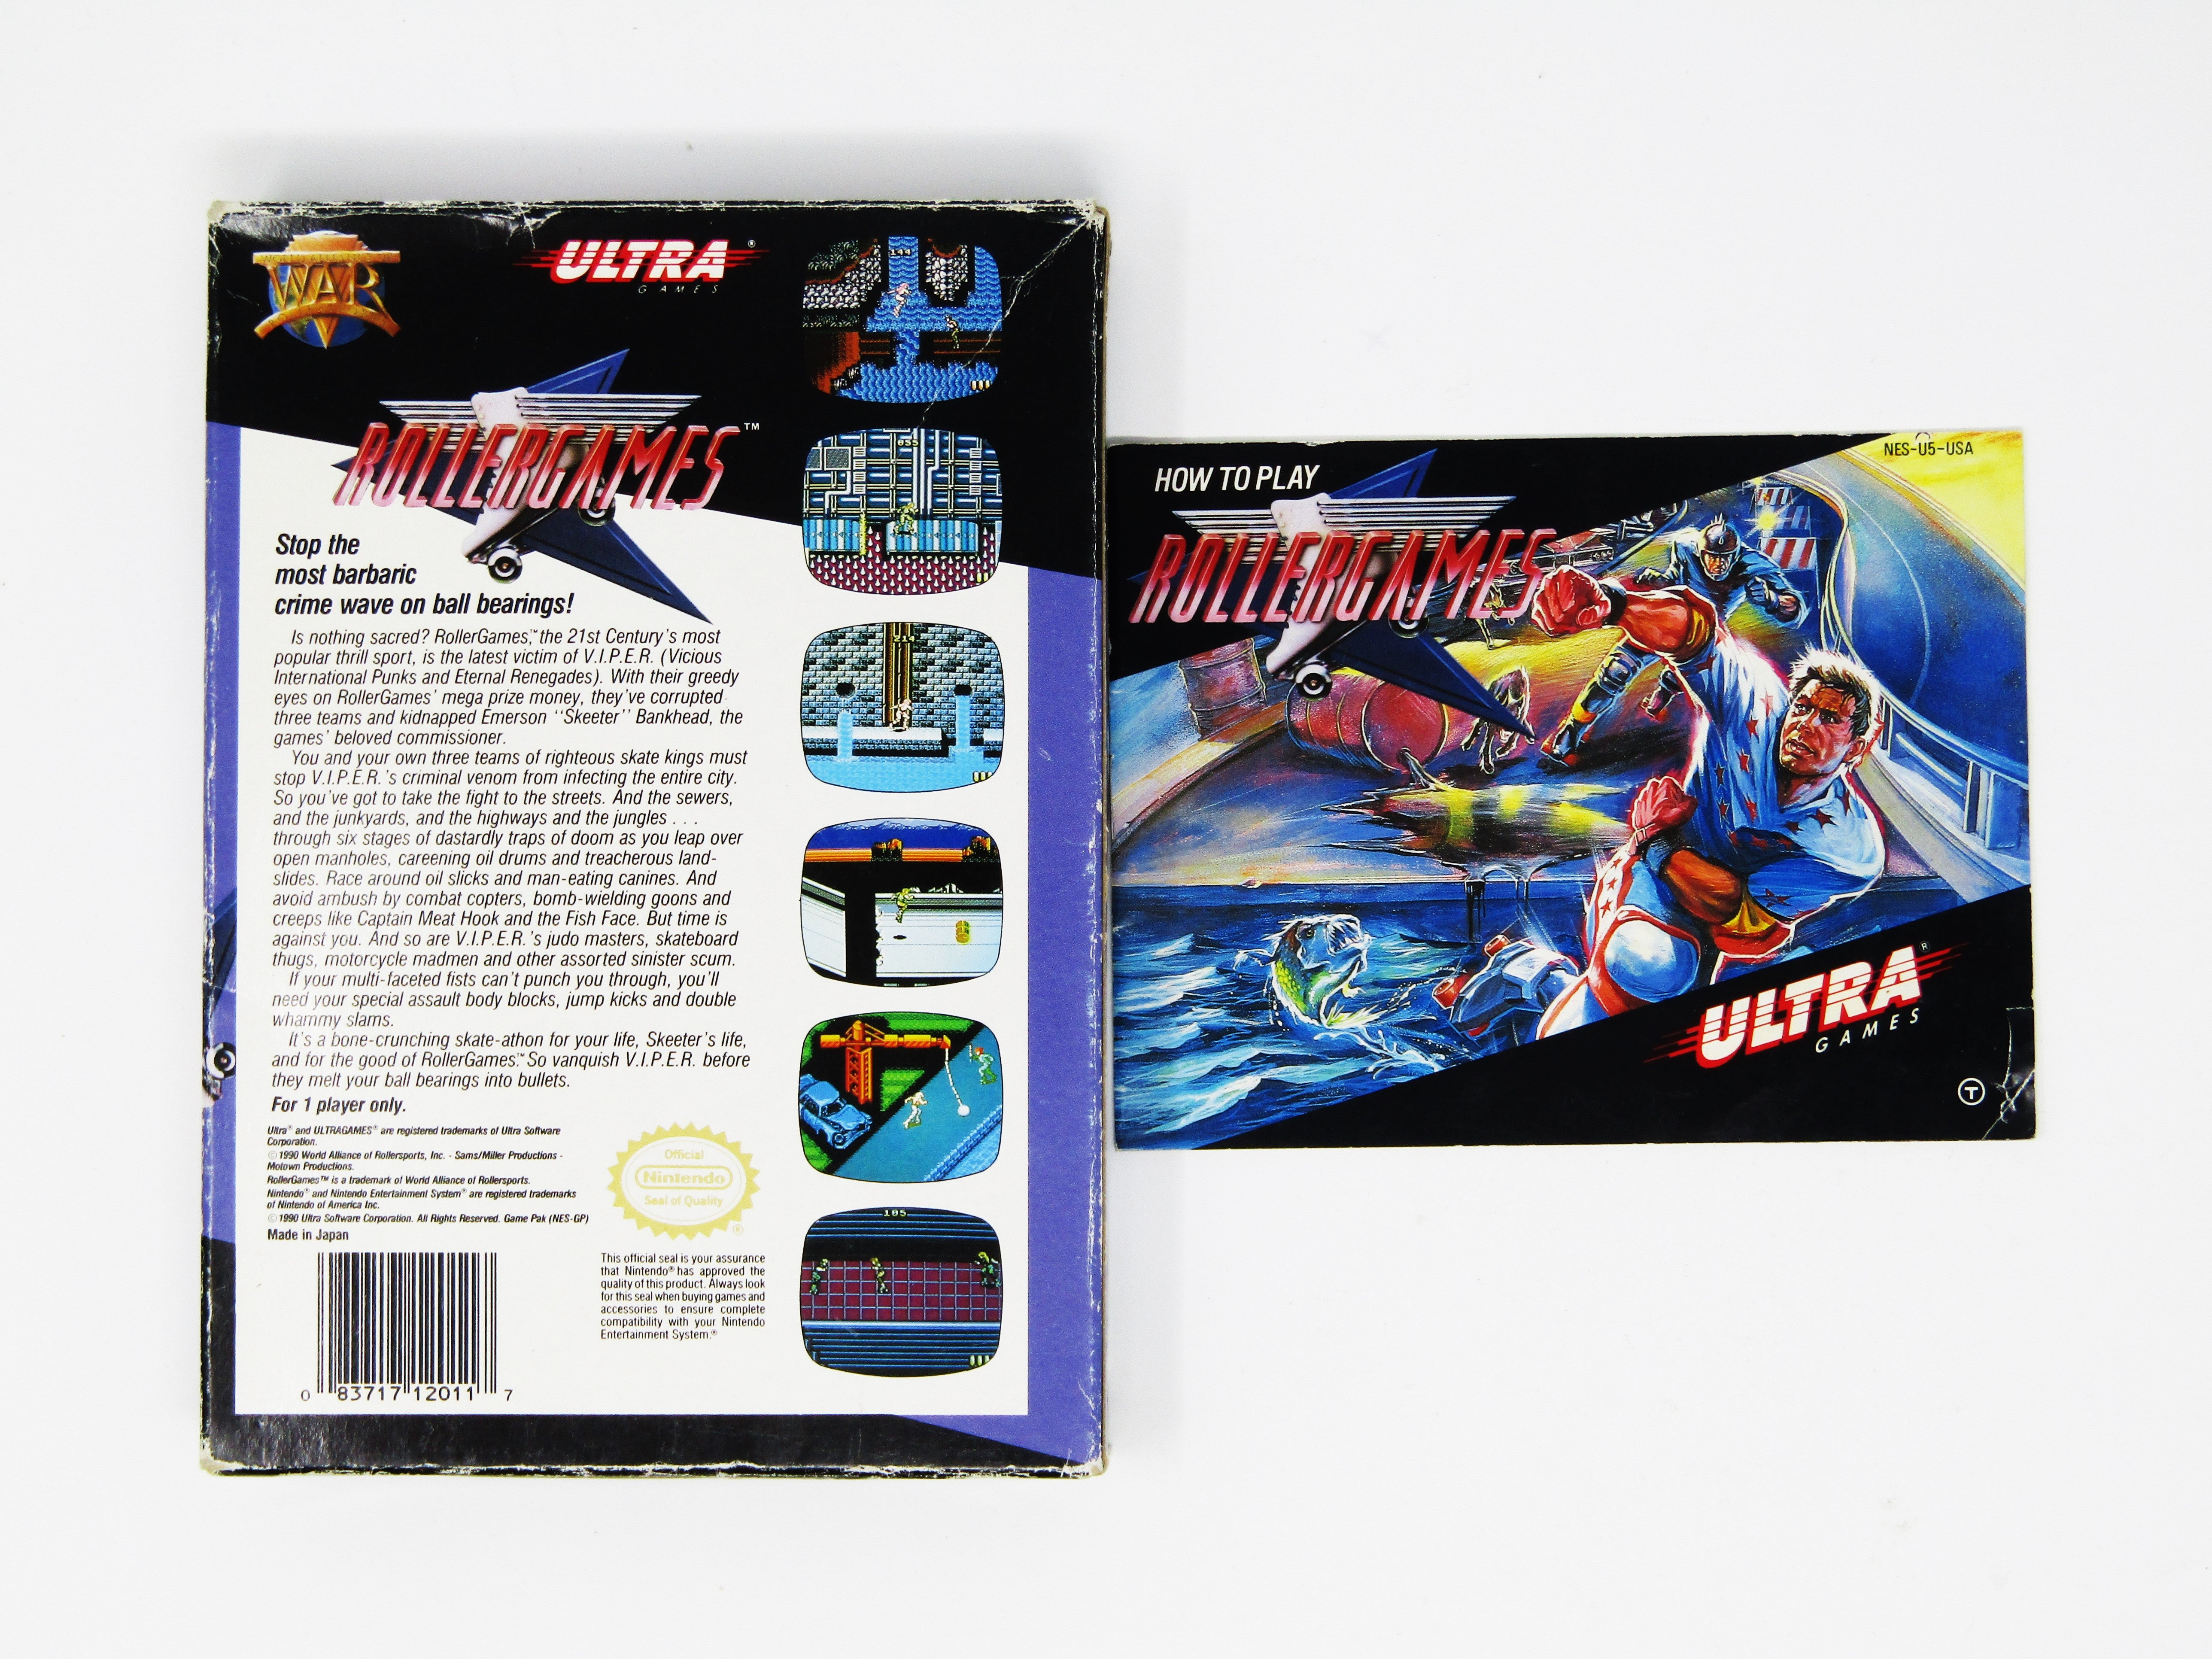 WAR
ULTRA®
GAMES
ROLLERGAMES™
Stop the
most barbaric
crime wave on ball bearings!
Is nothing sacred? RollerGames,™ the 21st Century's most
popular thrill sport, is the latest victim of V.I.P.E.R. (Vicious
International Punks and Eternal Renegades). With their greedy
eyes on RollerGames' mega prize money, they've corrupted
three teams and kidnapped Emerson "Skeeter" Bankhead, the
games' beloved commissioner.
You and your own three teams of righteous skate kings must
stop V.I.P.E.R.'s criminal venom from infecting the entire city.
So you've got to take the fight to the streets. And the sewers,
and the junkyards, and the highways and the jungles . . .
through six stages of dastardly traps of doom as you leap over
open manholes, careening oil drums and treacherous land-
slides. Race around oil slicks and man-eating canines. And
avoid ambush by combat copters, bomb-wielding goons and
creeps like Captain Meat Hook and the Fish Face. But time is
against you. And so are V.I.P.E.R.'s judo masters, skateboard
thugs, motorcycle madmen and other assorted sinister scum.
If your multi-faceted fists can't punch you through, you'll
need your special assault body blocks, jump kicks and double
whammy slams.
It's a bone-crunching skate-athon for your life, Skeeter's life,
and for the good of RollerGames.™ So vanquish V.I.P.E.R. before
they melt your ball bearings into bullets.
For 1 player only.
Ultra® and ULTRAGAMES® are registered trademarks of Ultra Software
Corporation.
© 1990 World Alliance of Rollersports, Inc. - Sams/Miller Productions -
Motown Productions.
RollerGames™ is a trademark of World Alliance of Rollersports.
Nintendo® and Nintendo Entertainment System® are registered trademarks
of Nintendo of America Inc.
© 1990 Ultra Software Corporation. All Rights Reserved. Game Pak (NES-GP)
Made in Japan
0 83717 12011 7
Official
Nintendo
Seal of Quality
®
This official seal is your assurance
that Nintendo® has approved the
quality of this product. Always look
for this seal when buying games and
accessories to ensure complete
compatibility with your Nintendo
Entertainment System.®
143
055
105
HOW TO PLAY
NES-U5-USA
ROLLERGAMES
ULTRA®
GAMES
T